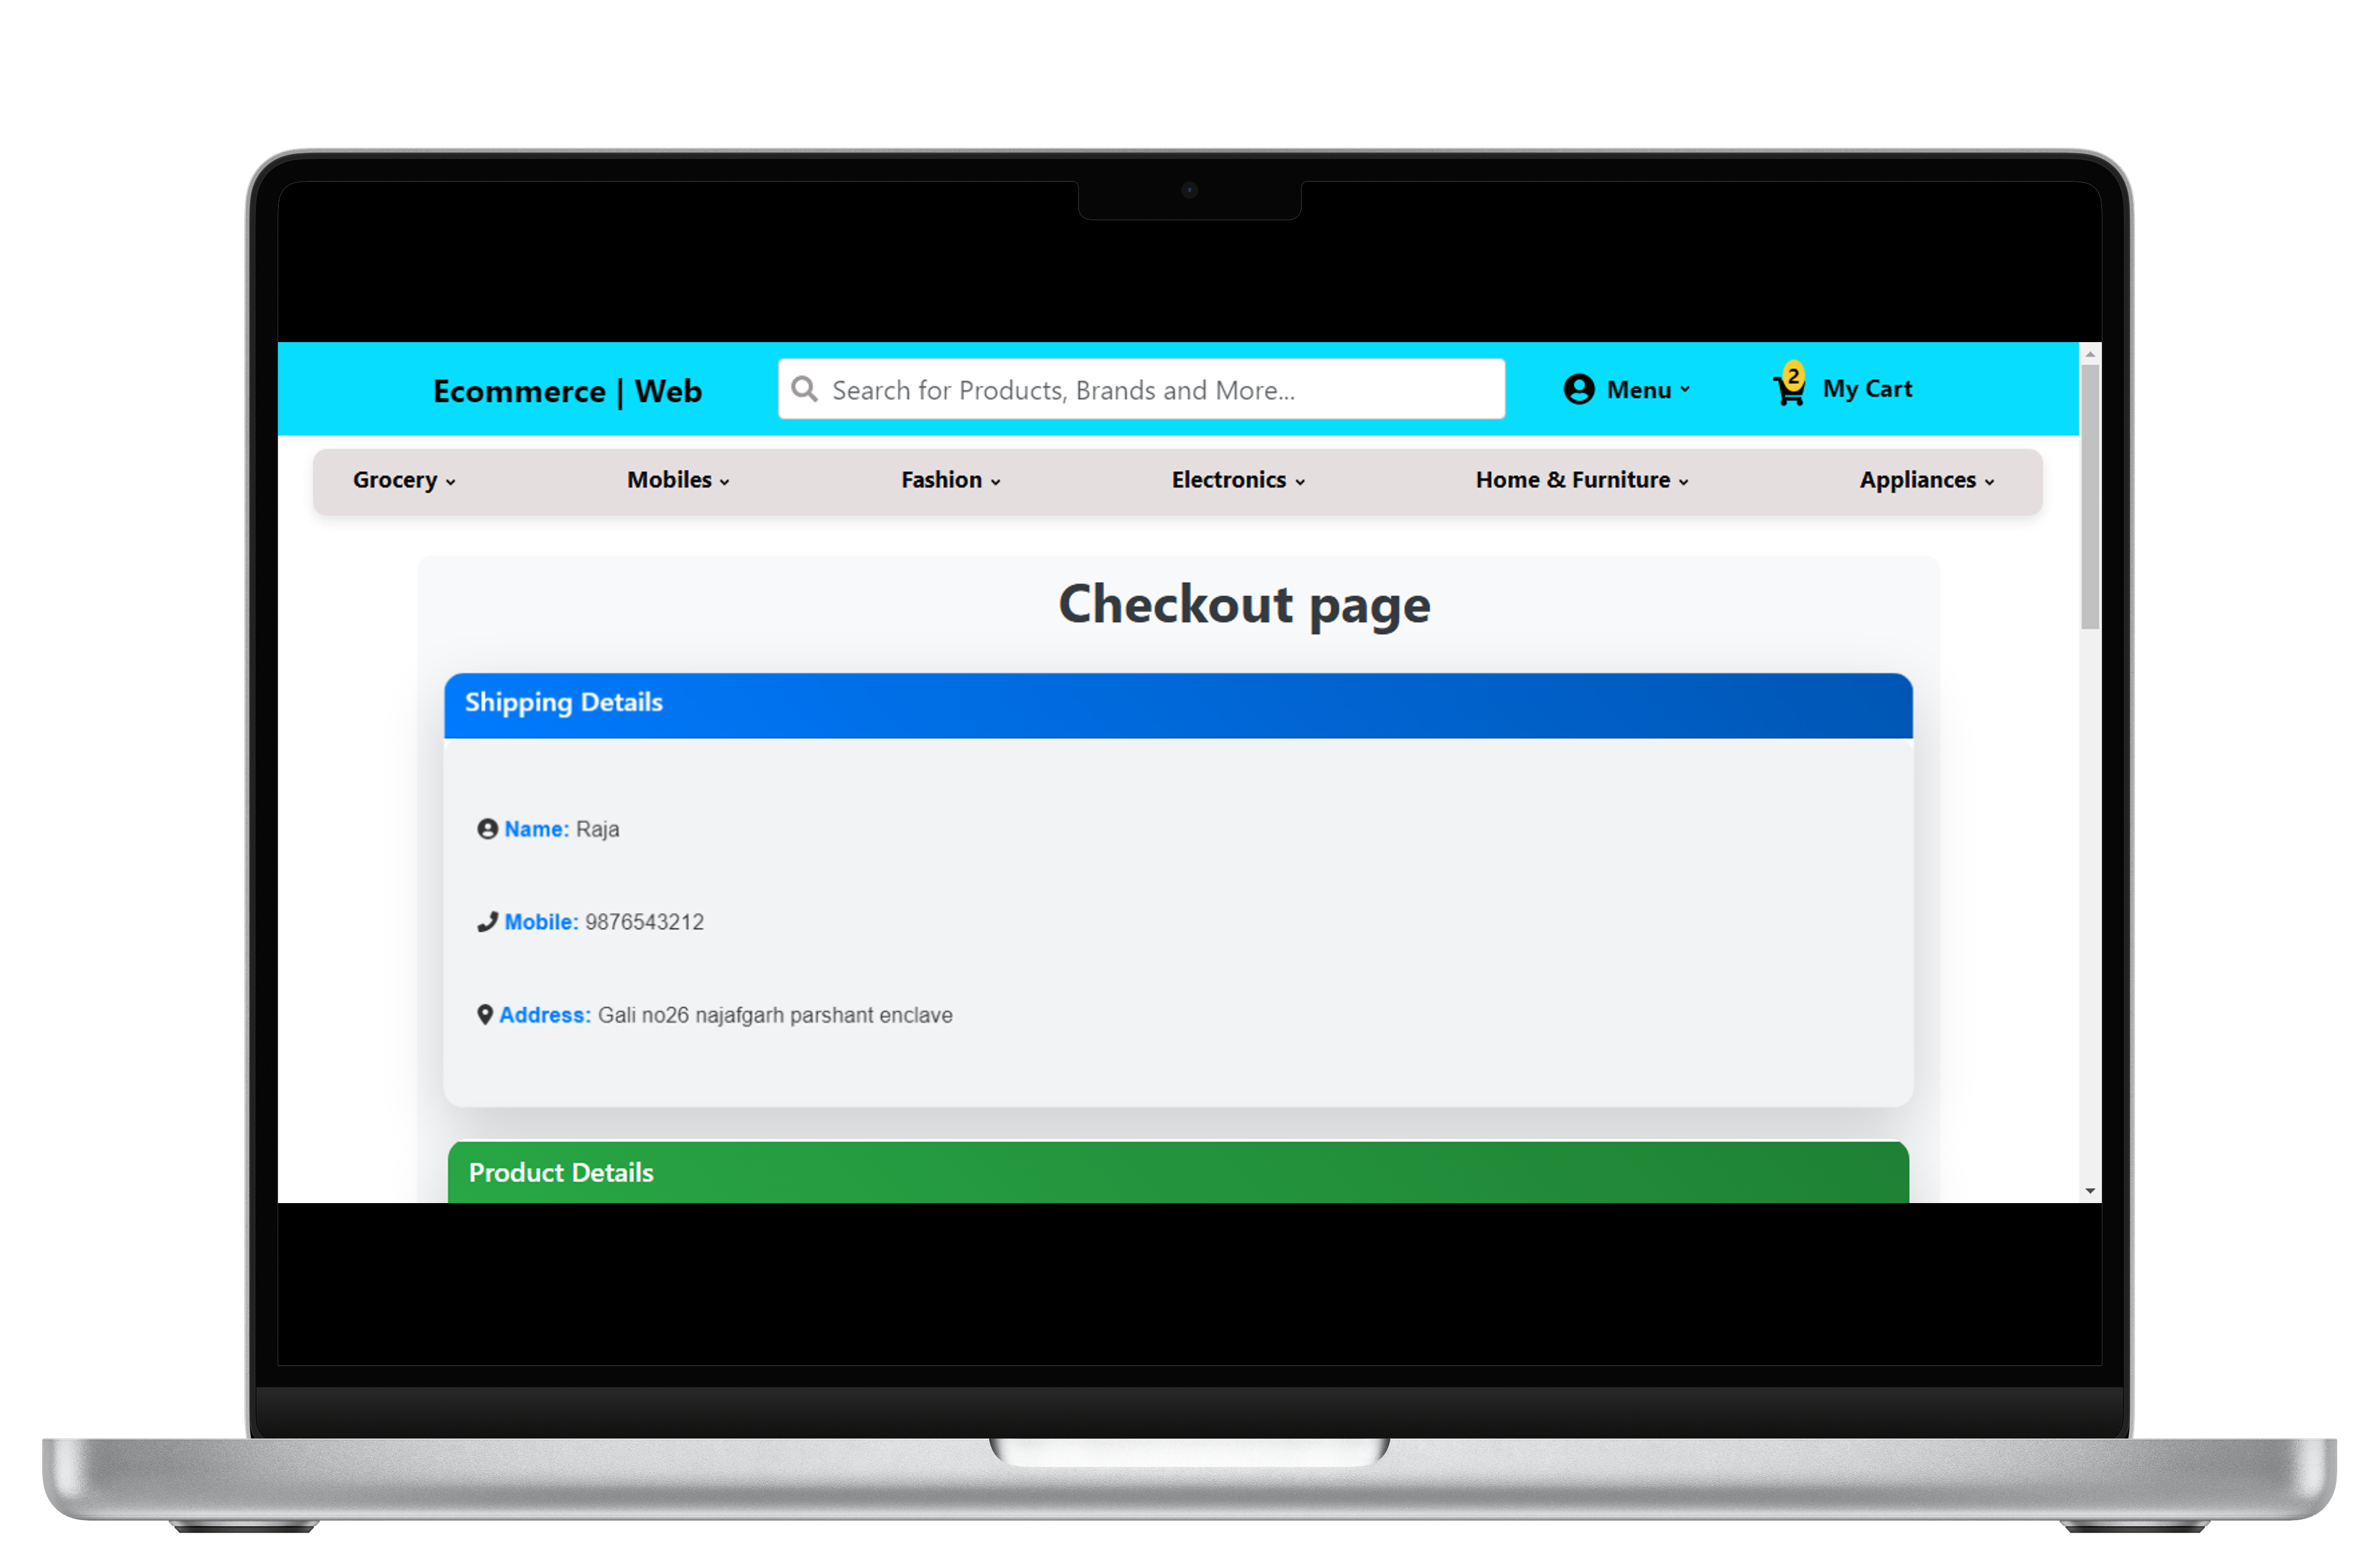 Ecommerce | Web
Search for Products, Brands and More...
Menu
2
My Cart
Grocery
Mobiles
Fashion
Electronics
Home & Furniture
Appliances
Checkout page
Shipping Details
Name: Raja
Mobile: 9876543212
Address: Gali no26 najafgarh parshant enclave
Product Details